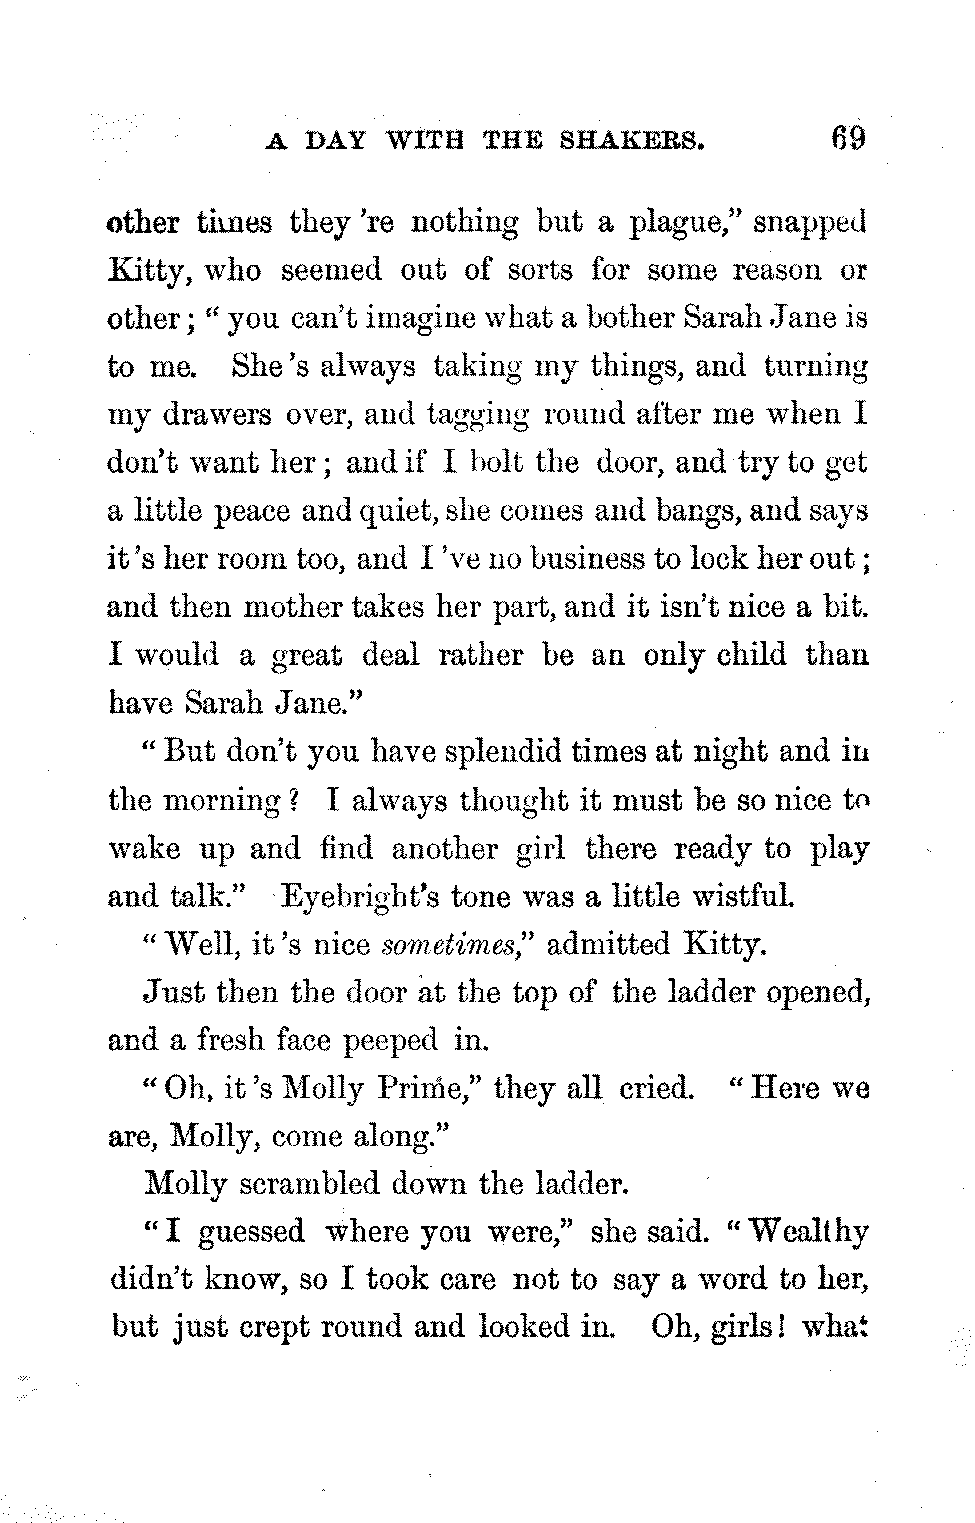 A DAY WITH THE SHAKERS. 69
other times they 're nothing but a plague," snapped
Kitty, who seemed out of sorts for some reason or
other; "you can't imagine what a bother Sarah Jane is
to me. She 's always taking my things, and turning
my drawers over, and tagging round after me when I
don't want her; and if I bolt the door, and try to get
a little peace and quiet, she comes and bangs, and says
it 's her room too, and I 've no business to lock her out;
and then mother takes her part, and it isn't nice a bit.
I would a great deal rather be an only child than
have Sarah Jane."
"But don't you have splendid times at night and in
the morning? I always thought it must be so nice to
wake up and find another girl there ready to play
and talk." Eyebright's tone was a little wistful.
"Well, it 's nice sometimes," admitted Kitty.
Just then the door at the top of the ladder opened,
and a fresh face peeped in.
"Oh, it 's Molly Prime," they all cried. "Here we
are, Molly, come along."
Molly scrambled down the ladder.
"I guessed where you were," she said. "Wealthy
didn't know, so I took care not to say a word to her,
but just crept round and looked in. Oh, girls! what